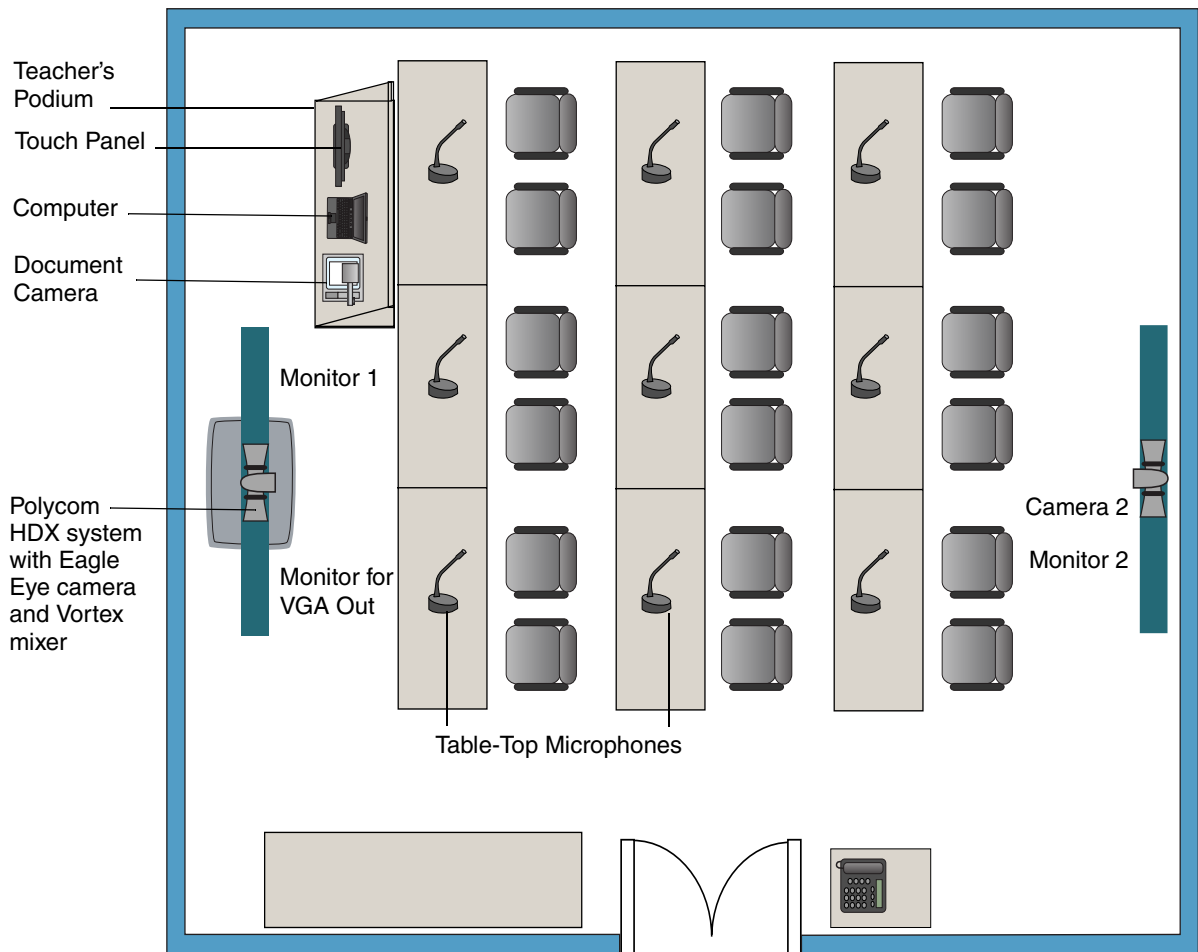 Teacher's
Podium
Touch Panel
Computer
Document
Camera
Monitor 1
Polycom
HDX system
with Eagle
Eye camera
and Vortex
mixer
Monitor for
VGA Out
Camera 2
Monitor 2
Table-Top Microphones